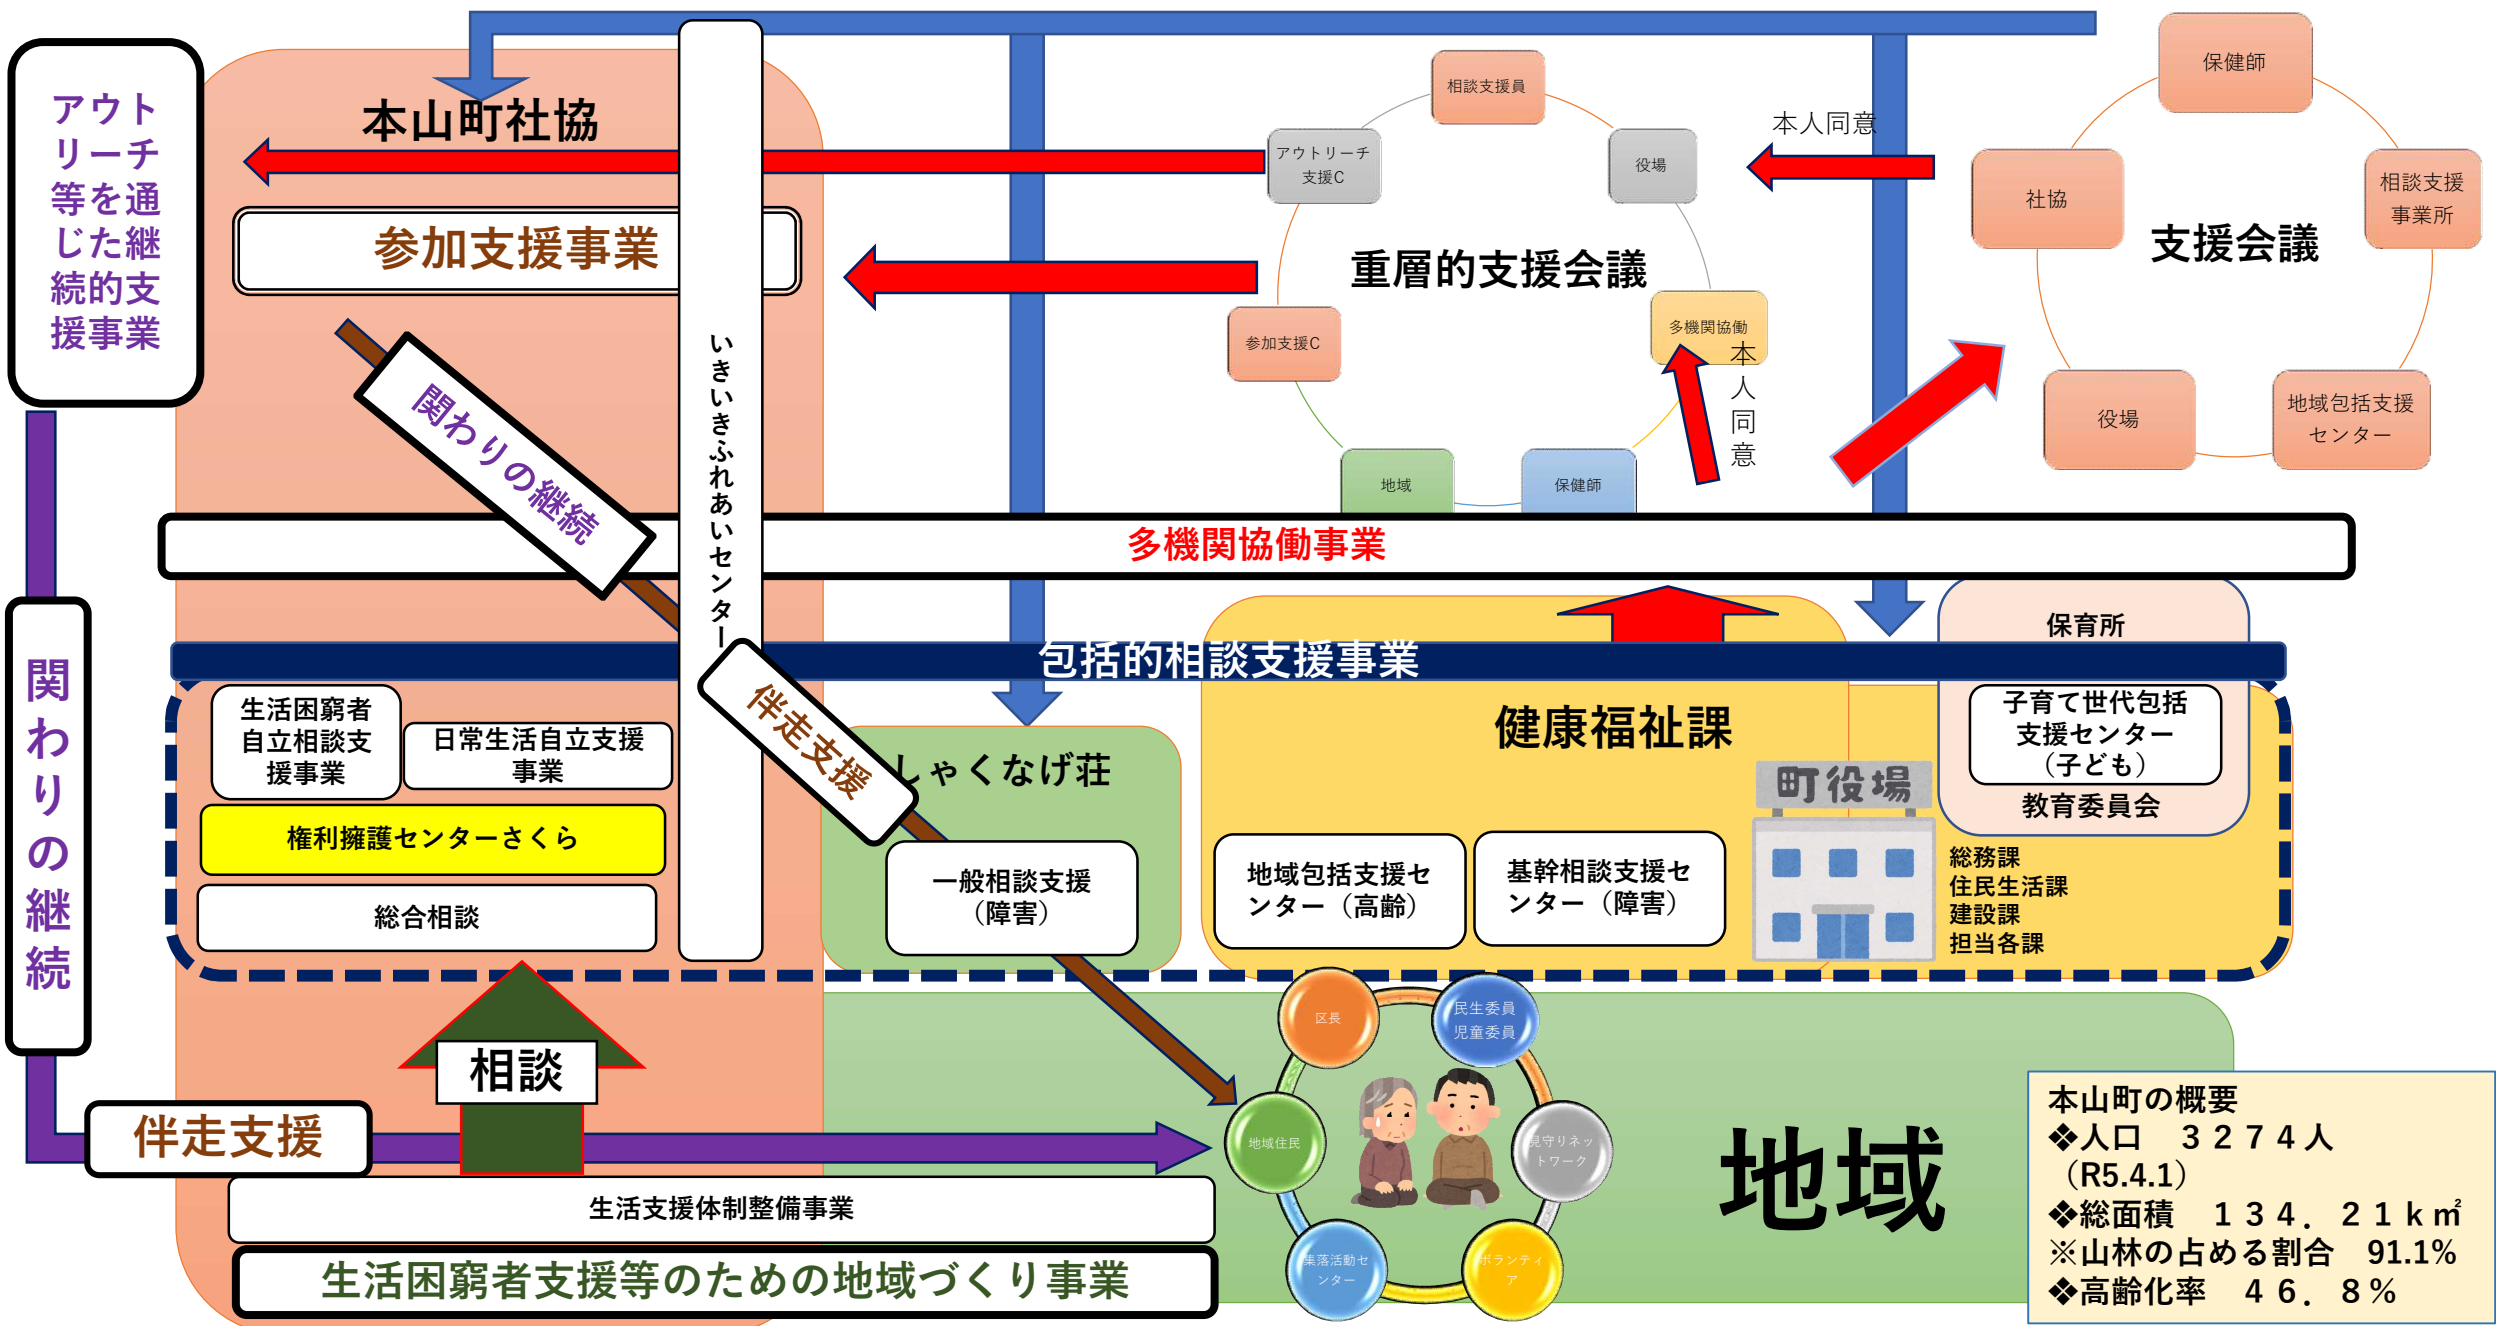 アウト
リーチ
等を通
じた継
続的支
援事業
本山町社協
参加支援事業
関わりの継続
いきいきふれあいセンター
相談支援員
アウトリーチ
支援C
役場
重層的支援会議
多機関協働
参加支援C
地域
保健師
本人同意
本人同意
保健師
社協
相談支援
事業所
支援会議
役場
地域包括支援
センター
多機関協働事業
包括的相談支援事業
関わりの継続
生活困窮者
自立相談支
援事業
日常生活自立支援
事業
権利擁護センターさくら
総合相談
伴走支援
しゃくなげ荘
一般相談支援
（障害）
健康福祉課
地域包括支援セ
ンター（高齢）
基幹相談支援セ
ンター（障害）
町役場
保育所
子育て世代包括
支援センター
（子ども）
教育委員会
総務課
住民生活課
建設課
担当各課
相談
伴走支援
生活支援体制整備事業
生活困窮者支援等のための地域づくり事業
区長
民生委員
児童委員
地域住民
見守りネッ
トワーク
集落活動セ
ンター
ボランティ
ア
地域
本山町の概要
❖人口　３２７４人
（R5.4.1）
❖総面積　１３４．２１ｋ㎡
※山林の占める割合　91.1%
❖高齢化率　４６．８％